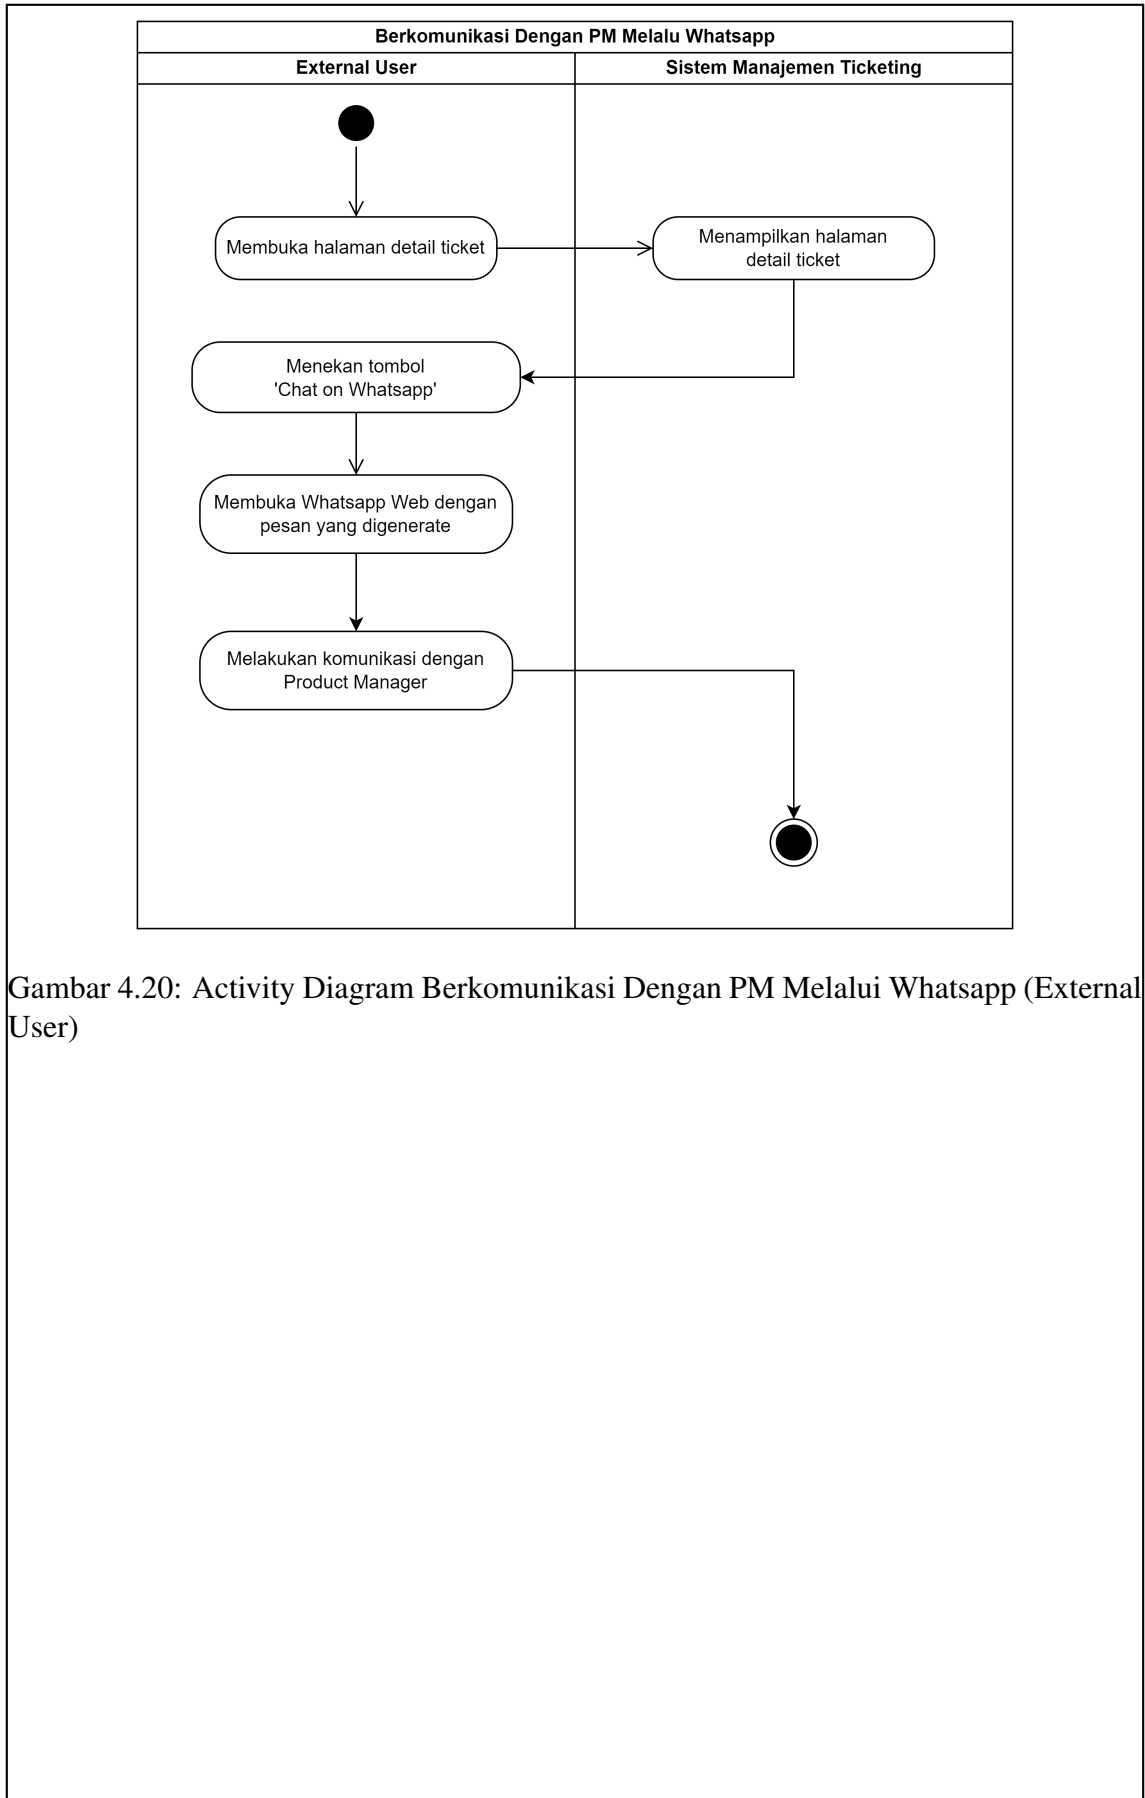 Berkomunikasi Dengan PM Melalu Whatsapp
External User
Sistem Manajemen Ticketing
Membuka halaman detail ticket
Menampilkan halaman
detail ticket
Menekan tombol
'Chat on Whatsapp'
Membuka Whatsapp Web dengan
pesan yang digenerate
Melakukan komunikasi dengan
Product Manager
Gambar 4.20: Activity Diagram Berkomunikasi Dengan PM Melalui Whatsapp (External
User)